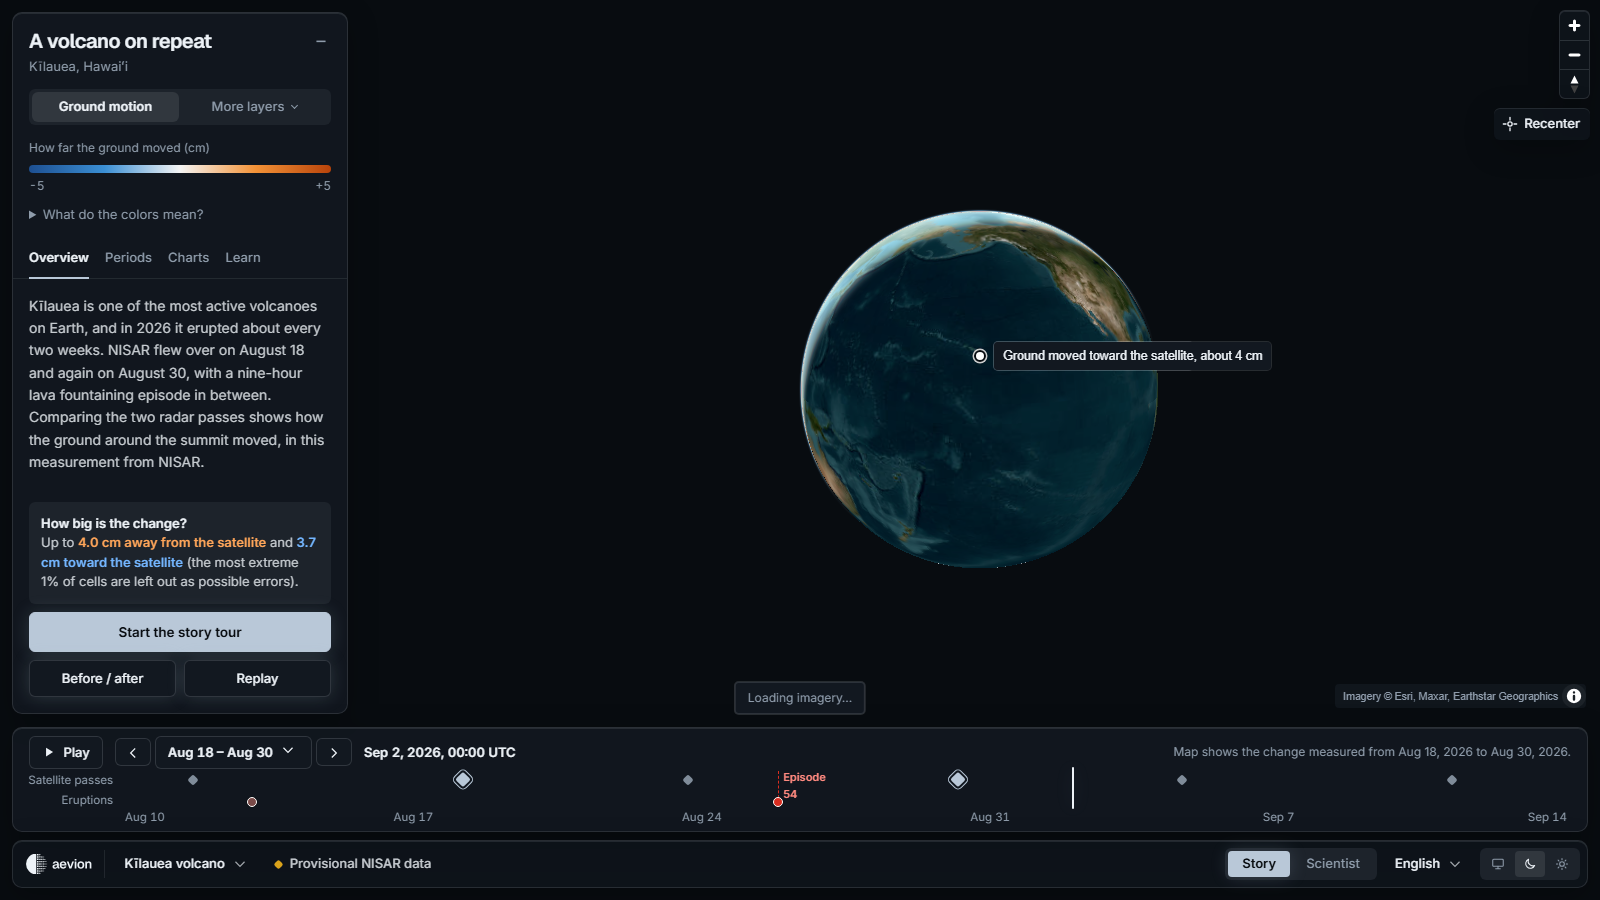 A volcano on repeat
Kīlauea, Hawaiʻi
Ground motion
More layers
How far the ground moved (cm)
-5
+5
What do the colors mean?
Overview
Periods
Charts
Learn
Kīlauea is one of the most active volcanoes
on Earth, and in 2026 it erupted about every
two weeks. NISAR flew over on August 18
and again on August 30, with a nine-hour
lava fountaining episode in between.
Comparing the two radar passes shows how
the ground around the summit moved, in this
measurement from NISAR.
How big is the change?
Up to 4.0 cm away from the satellite and 3.7
cm toward the satellite (the most extreme
1% of cells are left out as possible errors).
Start the story tour
Before / after
Replay
Recenter
Ground moved toward the satellite, about 4 cm
Loading imagery...
Imagery © Esri, Maxar, Earthstar Geographics
Play
Aug 18 – Aug 30
Sep 2, 2026, 00:00 UTC
Map shows the change measured from Aug 18, 2026 to Aug 30, 2026.
Satellite passes
Eruptions
Episode
54
Aug 10
Aug 17
Aug 24
Aug 31
Sep 7
Sep 14
aevion
Kīlauea volcano
Provisional NISAR data
Story
Scientist
English